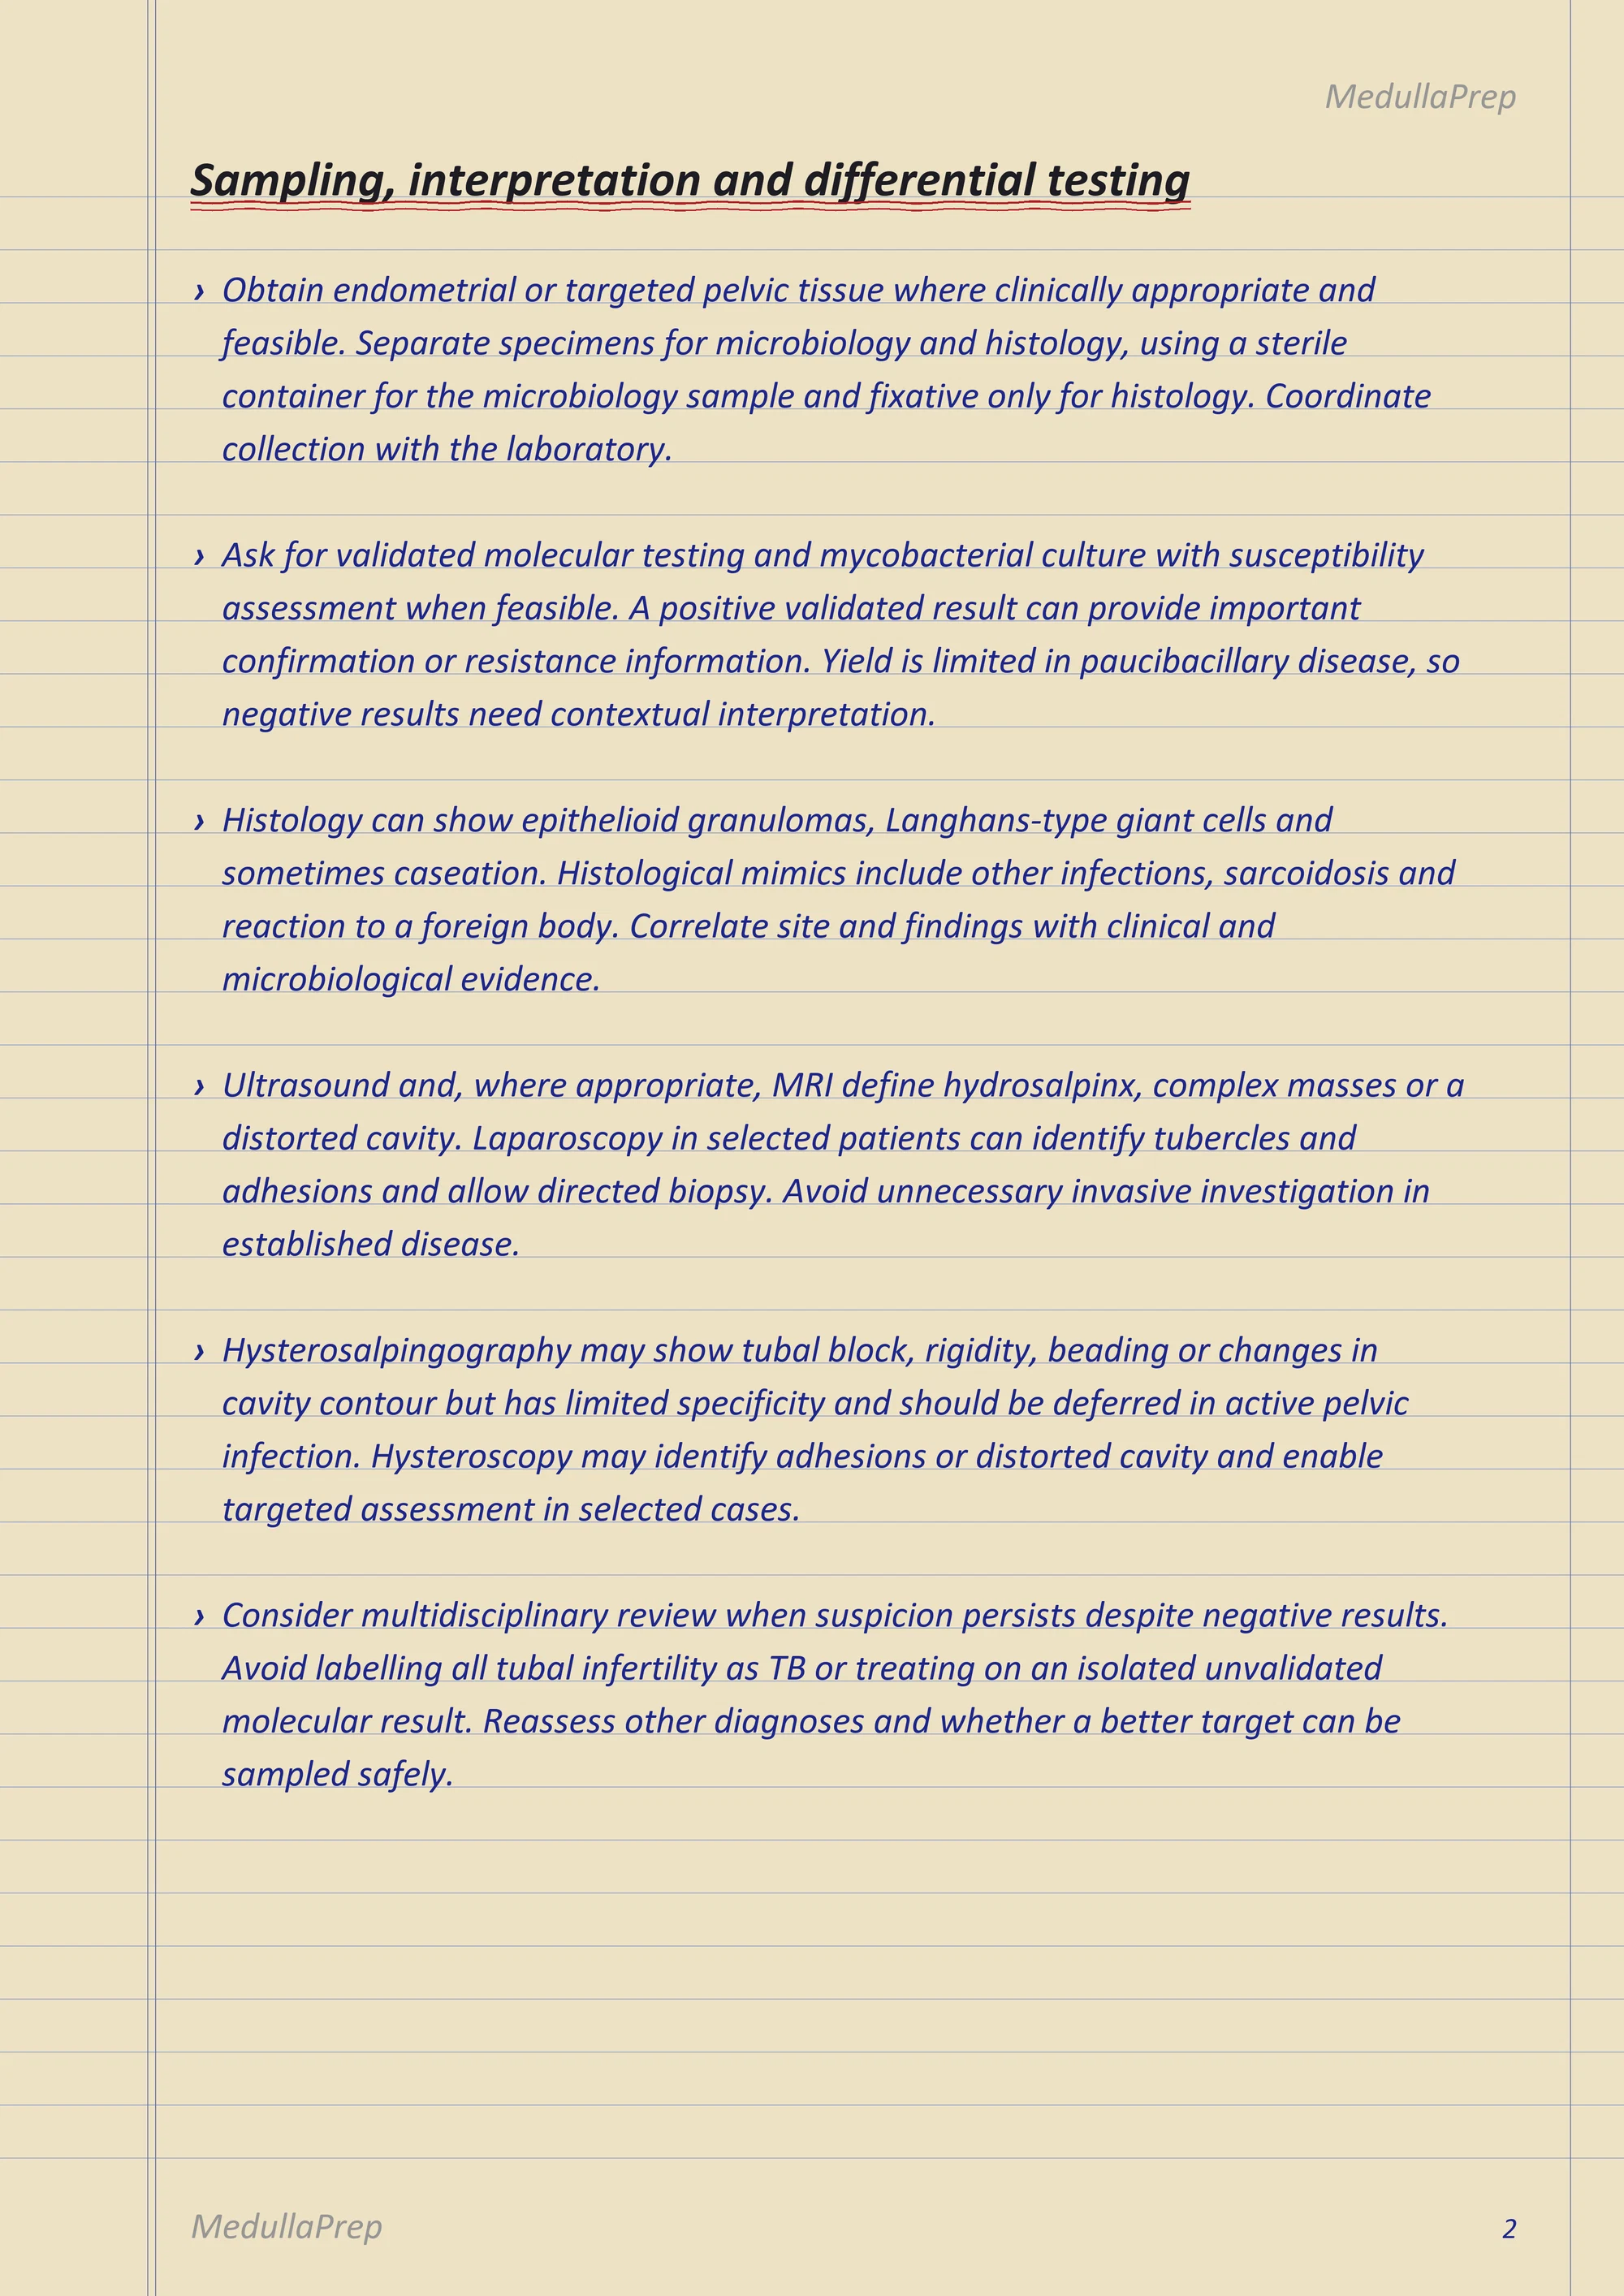 MedullaPrep
Sampling, interpretation and differential testing
› Obtain endometrial or targeted pelvic tissue where clinically appropriate and
feasible. Separate specimens for microbiology and histology, using a sterile
container for the microbiology sample and fixative only for histology. Coordinate
collection with the laboratory.
› Ask for validated molecular testing and mycobacterial culture with susceptibility
assessment when feasible. A positive validated result can provide important
confirmation or resistance information. Yield is limited in paucibacillary disease, so
negative results need contextual interpretation.
› Histology can show epithelioid granulomas, Langhans-type giant cells and
sometimes caseation. Histological mimics include other infections, sarcoidosis and
reaction to a foreign body. Correlate site and findings with clinical and
microbiological evidence.
› Ultrasound and, where appropriate, MRI define hydrosalpinx, complex masses or a
distorted cavity. Laparoscopy in selected patients can identify tubercles and
adhesions and allow directed biopsy. Avoid unnecessary invasive investigation in
established disease.
› Hysterosalpingography may show tubal block, rigidity, beading or changes in
cavity contour but has limited specificity and should be deferred in active pelvic
infection. Hysteroscopy may identify adhesions or distorted cavity and enable
targeted assessment in selected cases.
› Consider multidisciplinary review when suspicion persists despite negative results.
Avoid labelling all tubal infertility as TB or treating on an isolated unvalidated
molecular result. Reassess other diagnoses and whether a better target can be
sampled safely.
MedullaPrep
2